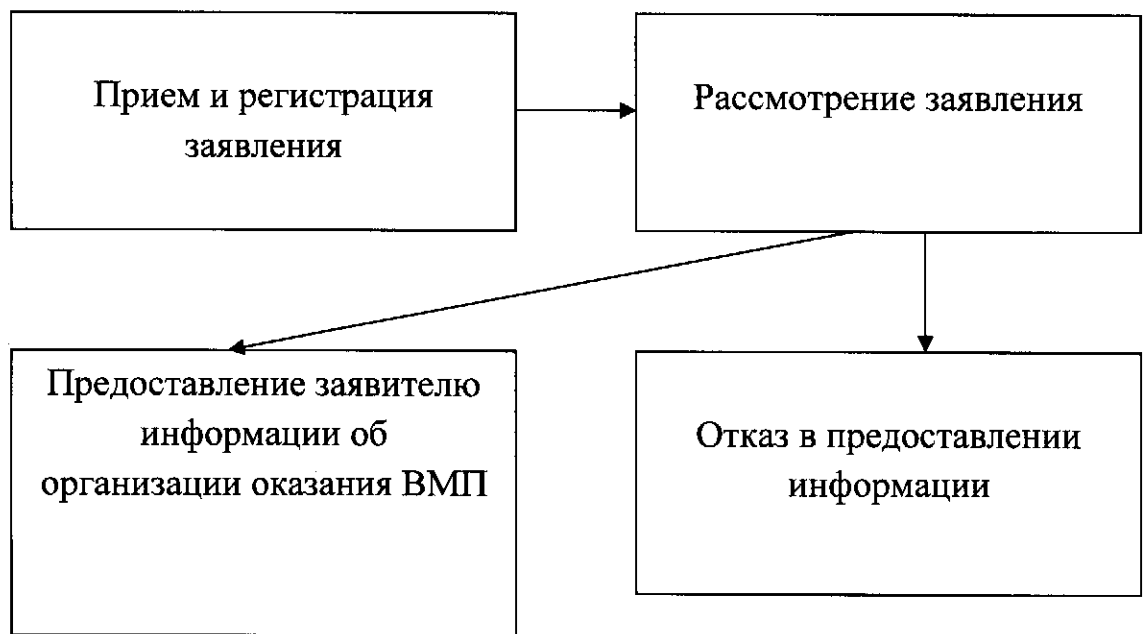 Прием и регистрация
заявления
Рассмотрение заявления
Предоставление заявителю
информации об
организации оказания ВМП
Отказ в предоставлении
информации